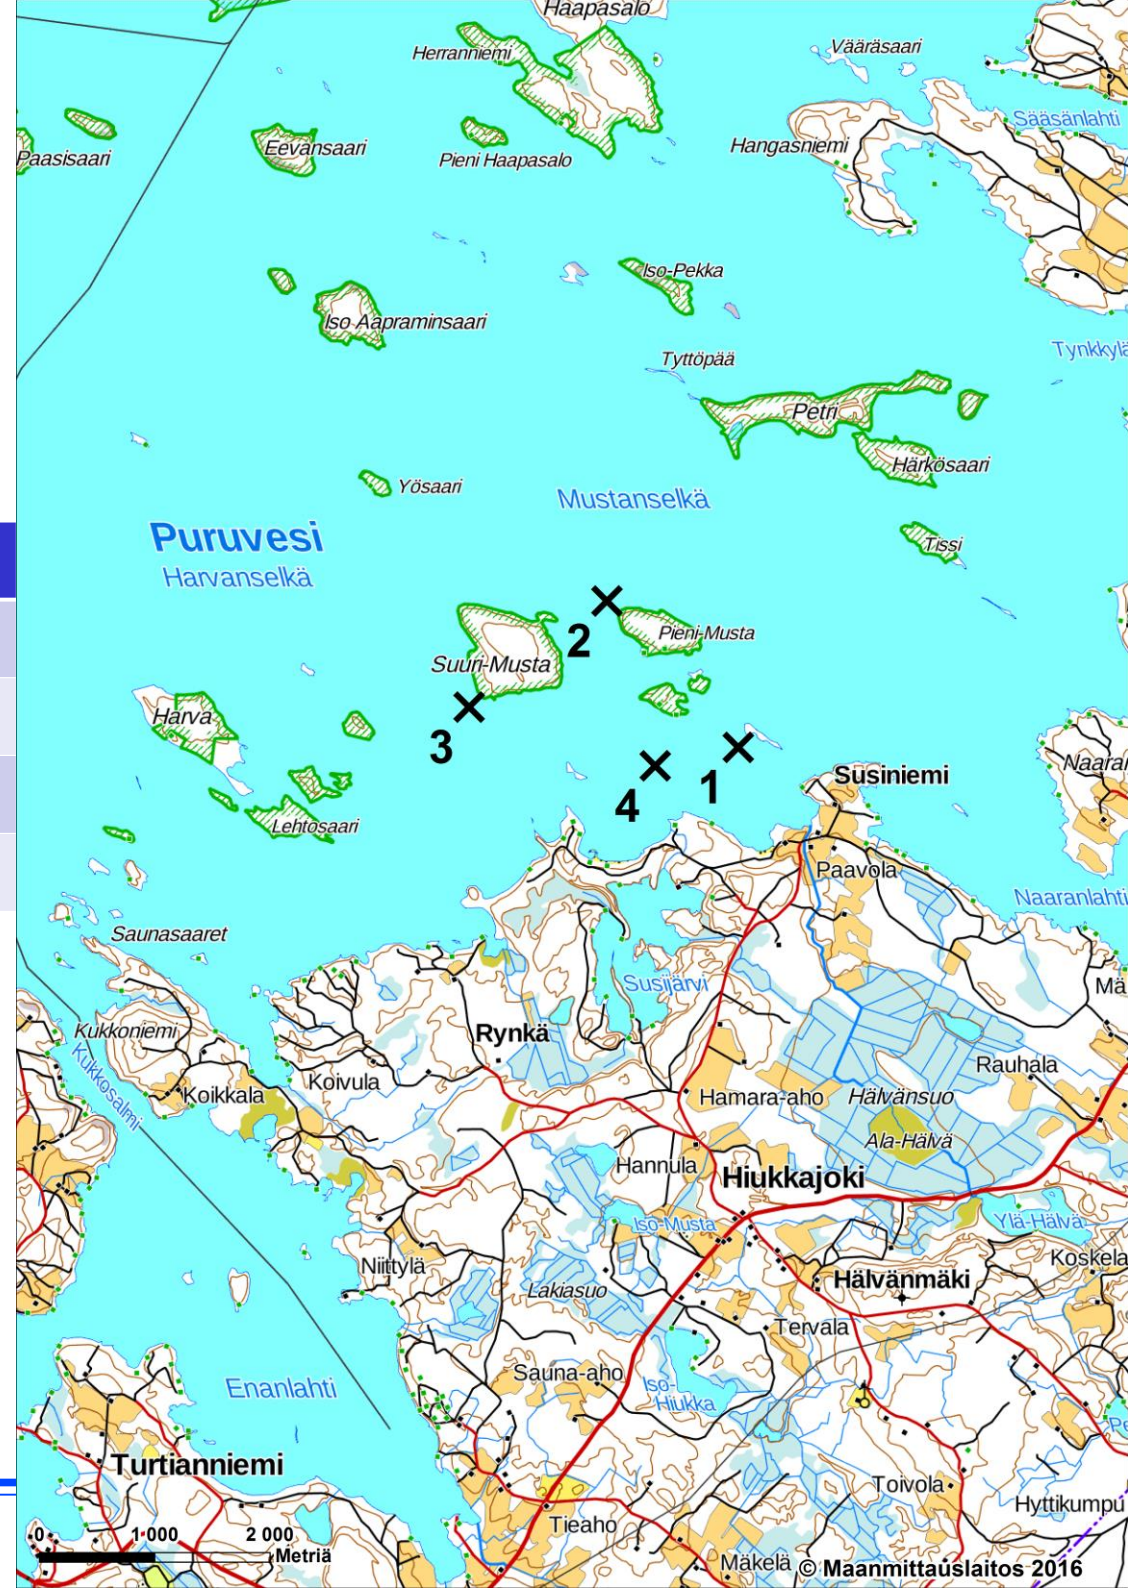 Haapasalo
Herranniemi
Vääräsaari
Sääsänlahti
Paasisaari
Eevansaari
Pieni Haapasalo
Hangasniemi
Iso-Pekka
Iso Aapraminsaari
Tyttöpää
Tynkkylä
Petri
Härkösaari
Yösaari
Mustanselkä
Puruvesi
Harvanselkä
Tissi
2
Pieni-Musta
Suuri-Musta
Harva
3
1
4
Susiniemi
Naaran
Lehtosaari
Paavola
Naaranlahti
Saunasaaret
Susijärvi
Mä
Kukkoniemi
Rynkä
Kukkosalmi
Koikkala
Koivula
Rauhala
Hamara-aho
Hälvänsuo
Ala-Hälvä
Hannula
Hiukkajoki
Iso-Musta
Ylä-Hälvä
Niittylä
Lakiasuo
Hälvänmäki
Koskela
Tervala
Enanlahti
Sauna-aho
Iso-
Hiukka
Pe
Turtianniemi
Toivola
Hyttikumpu
Tieaho
0 1 000 2 000
Metriä
Mäkelä
© Maanmittauslaitos 2016